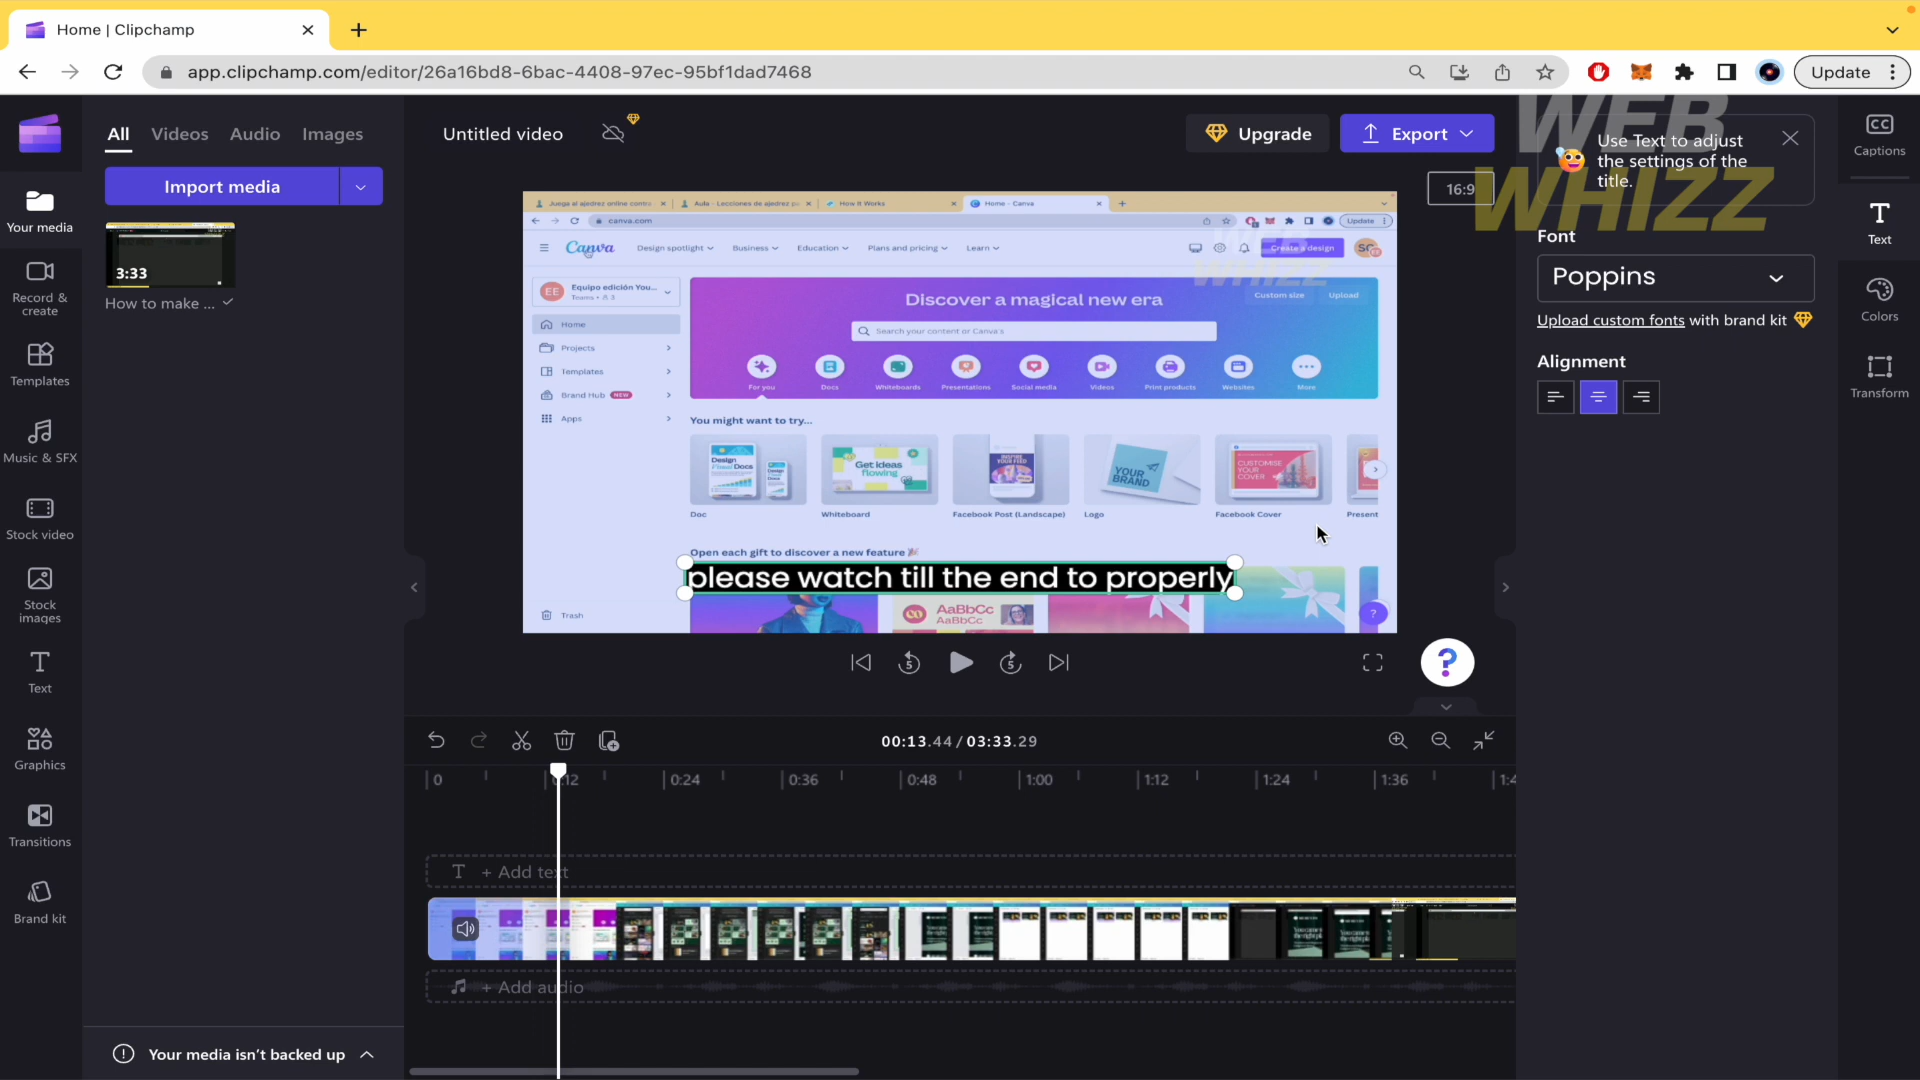 Home | Clipchamp
app.clipchamp.com/editor/26a16bd8-6bac-4408-97ec-95bf1dad7468
Update
WEB
WHIZZ
All
Videos
Audio
Images
Import media
3:33
How to make ...
Your media
Record &
create
Templates
Music & SFX
Stock video
Stock
images
Text
Graphics
Transitions
Brand kit
Your media isn't backed up
Untitled video
Upgrade
Export
16:9
Use Text to adjust
the settings of the
title.
Font
Poppins
Upload custom fonts with brand kit
Alignment
CC
Captions
Text
Colors
Transform
Juega al ajedrez online contra
Aula - Lecciones de ajedrez pa
How It Works
Home - Canva
canva.com
Update
Canva
Design spotlight
Business
Education
Plans and pricing
Learn
Create a design
SC
WEB
WHIZZ
EE
Equipo edición You...
Teams • 3
Home
Projects
Templates
Brand Hub NEW
Apps
Trash
Discover a magical new era
Custom size
Upload
Search your content or Canva's
For you
Docs
Whiteboards
Presentations
Social media
Videos
Print products
Websites
More
You might want to try...
Design
Visual Docs
Get ideas
flowing
INSPIRE
YOUR FEED
YOUR
BRAND
CUSTOMISE
YOUR
COVER
Doc
Whiteboard
Facebook Post (Landscape)
Logo
Facebook Cover
Present
Open each gift to discover a new feature
please watch till the end to properly
AaBbCc
AaBbCc
?
5
5
?
00:13.44 / 03:33.29
0
0:12
0:24
0:36
0:48
1:00
1:12
1:24
1:36
1:4
T + Add text
+ Add audio